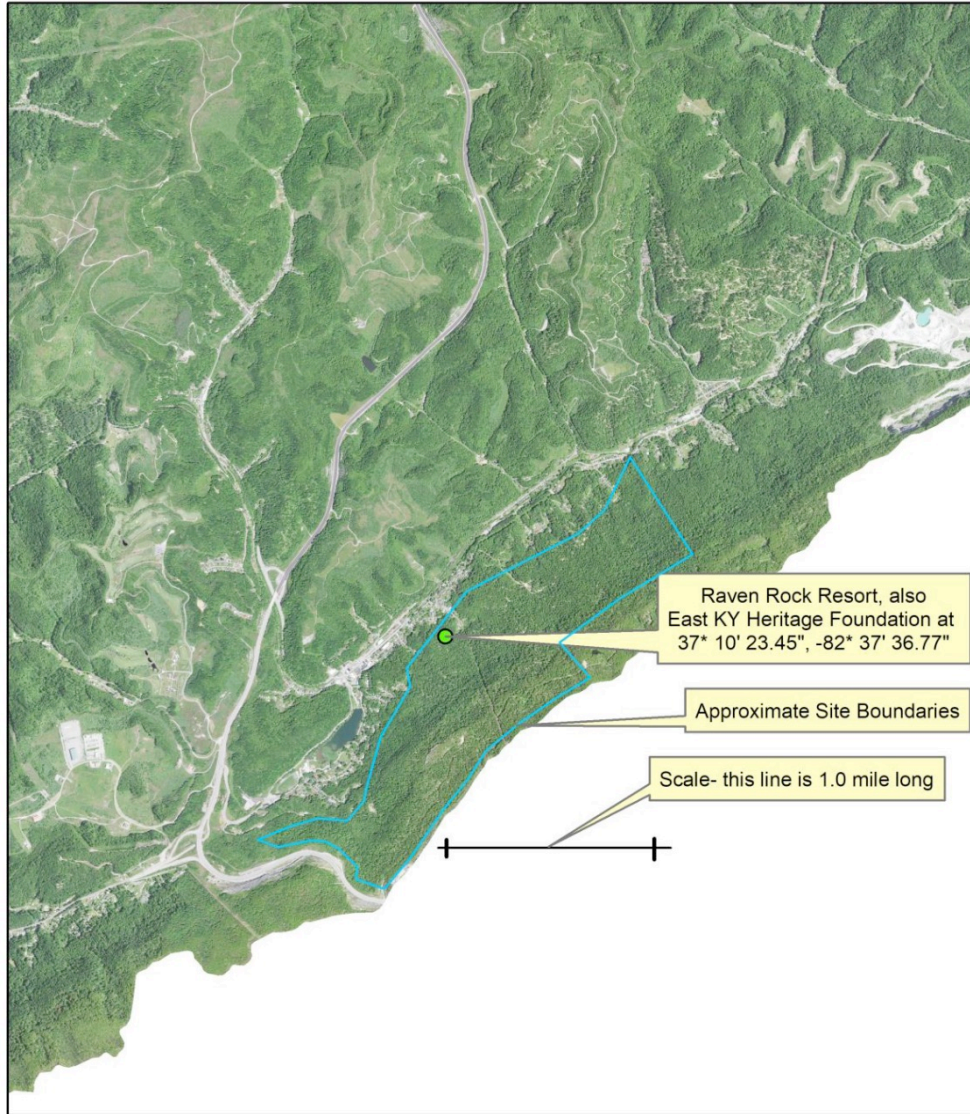 Raven Rock Resort, also
East KY Heritage Foundation at
37* 10' 23.45", -82* 37' 36.77"
Approximate Site Boundaries
Scale- this line is 1.0 mile long